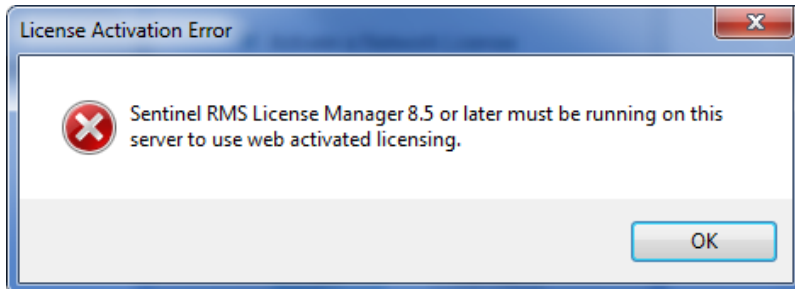 License Activation Error
Sentinel RMS License Manager 8.5 or later must be running on this
server to use web activated licensing.
OK